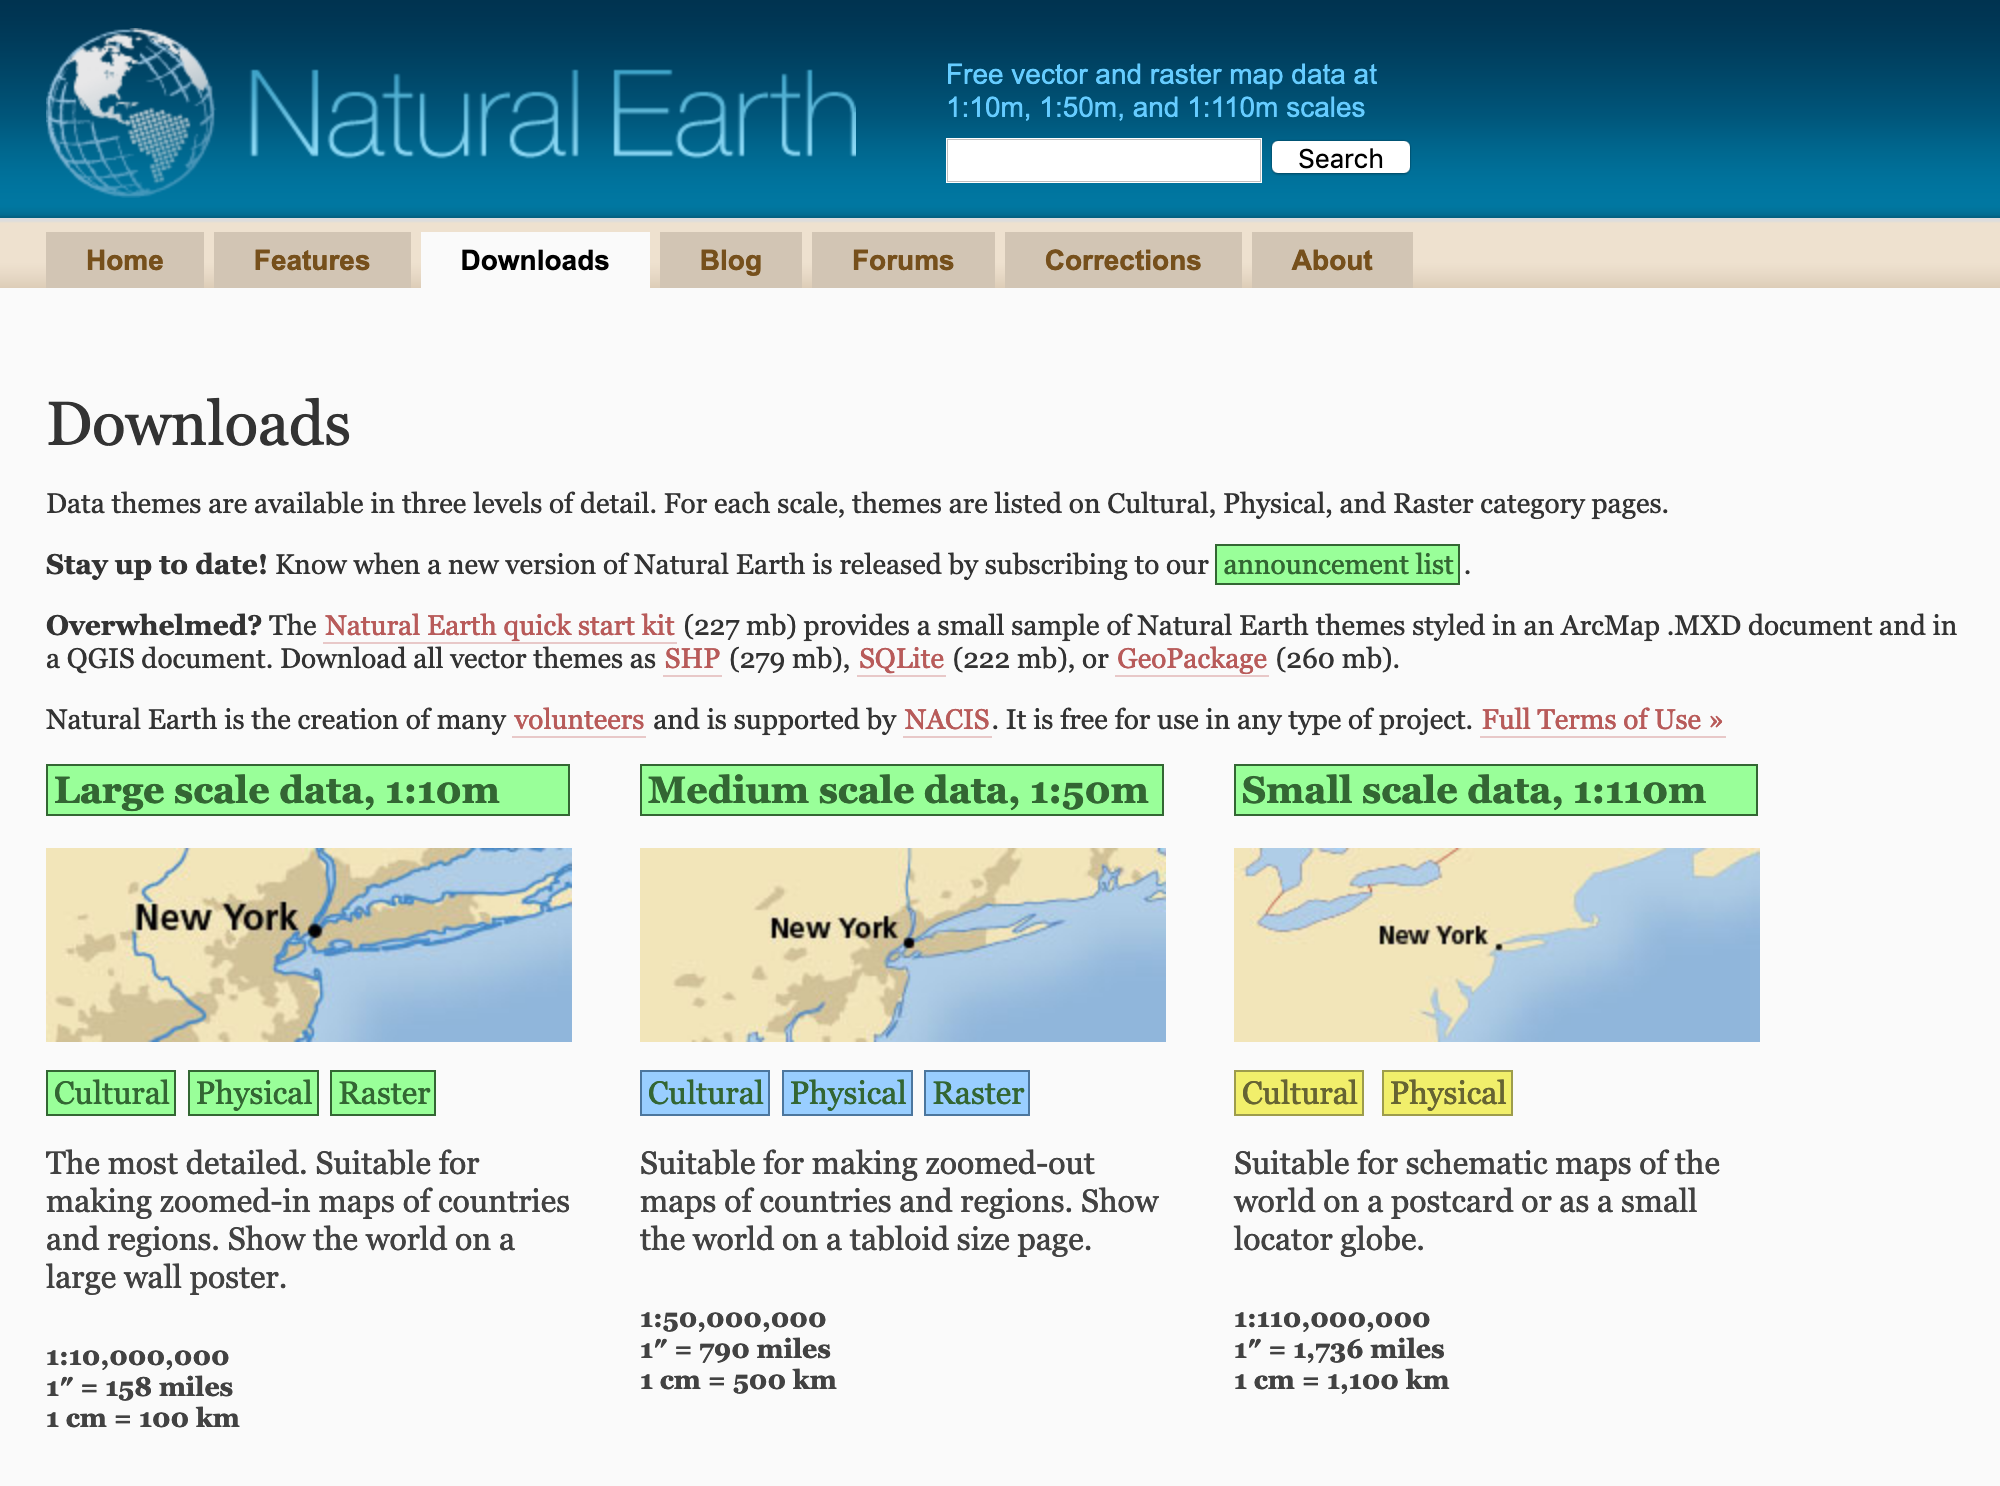 Natural Earth
Free vector and raster map data at
1:10m, 1:50m, and 1:110m scales
Search
Home
Features
Downloads
Blog
Forums
Corrections
About
Downloads
Data themes are available in three levels of detail. For each scale, themes are listed on Cultural, Physical, and Raster category pages.
Stay up to date! Know when a new version of Natural Earth is released by subscribing to our announcement list.
Overwhelmed? The Natural Earth quick start kit (227 mb) provides a small sample of Natural Earth themes styled in an ArcMap .MXD document and in
a QGIS document. Download all vector themes as SHP (279 mb), SQLite (222 mb), or GeoPackage (260 mb).
Natural Earth is the creation of many volunteers and is supported by NACIS. It is free for use in any type of project. Full Terms of Use »
Large scale data, 1:10m
New York
Cultural Physical Raster
The most detailed. Suitable for
making zoomed-in maps of countries
and regions. Show the world on a
large wall poster.
1:10,000,000
1″ = 158 miles
1 cm = 100 km
Medium scale data, 1:50m
New York
Cultural Physical Raster
Suitable for making zoomed-out
maps of countries and regions. Show
the world on a tabloid size page.
1:50,000,000
1″ = 790 miles
1 cm = 500 km
Small scale data, 1:110m
New York
Cultural Physical
Suitable for schematic maps of the
world on a postcard or as a small
locator globe.
1:110,000,000
1″ = 1,736 miles
1 cm = 1,100 km